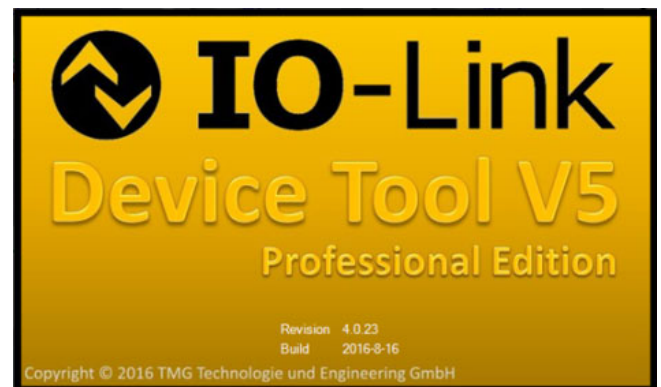 IO-Link
Device Tool V5
Professional Edition
Revision 4.0.23
Build 2016-8-16
Copyright © 2016 TMG Technologie und Engineering GmbH